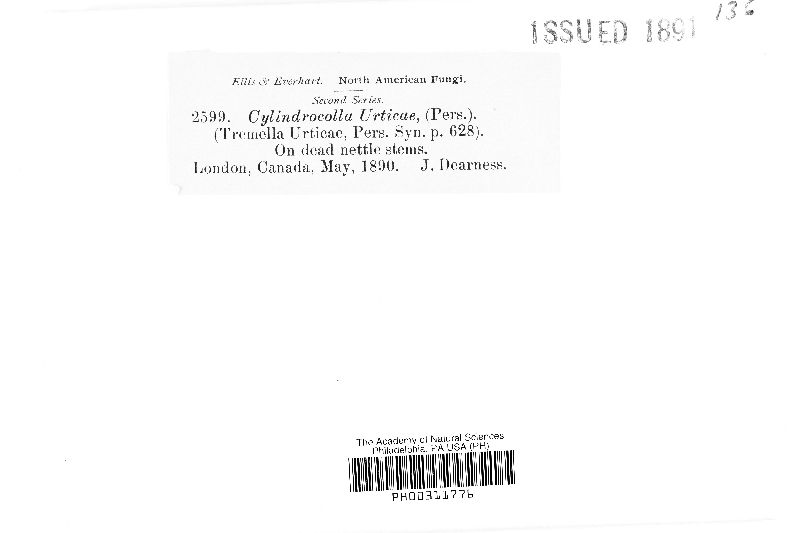 136
ISSUED 1891
Ellis & Everhart. North American Fungi.
Second Series.
2599. Cylindrocolla Urticae, (Pers.).
(Tremella Urticae, Pers. Syn. p. 628).
On dead nettle stems.
London, Canada, May, 1890. J. Dearness.
The Academy of Natural Sciences
Philadelphia, PA USA (PH)
PH00311776